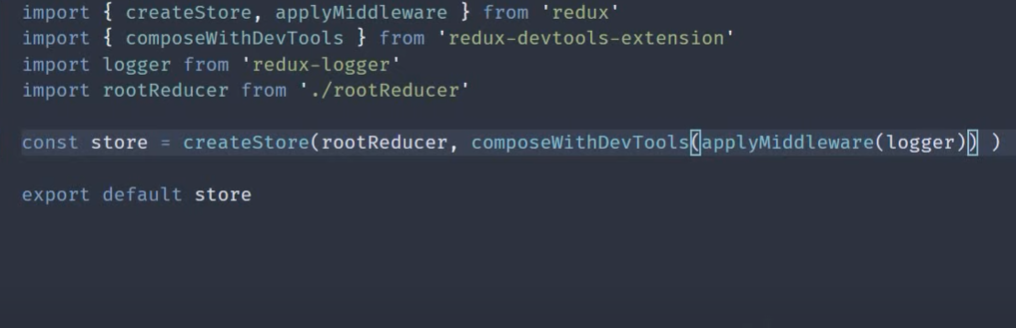 import { createStore, applyMiddleware } from 'redux'
import { composeWithDevTools } from 'redux-devtools-extension'
import logger from 'redux-logger'
import rootReducer from './rootReducer'
const store = createStore(rootReducer, composeWithDevTools(applyMiddleware(logger)) )
export default store